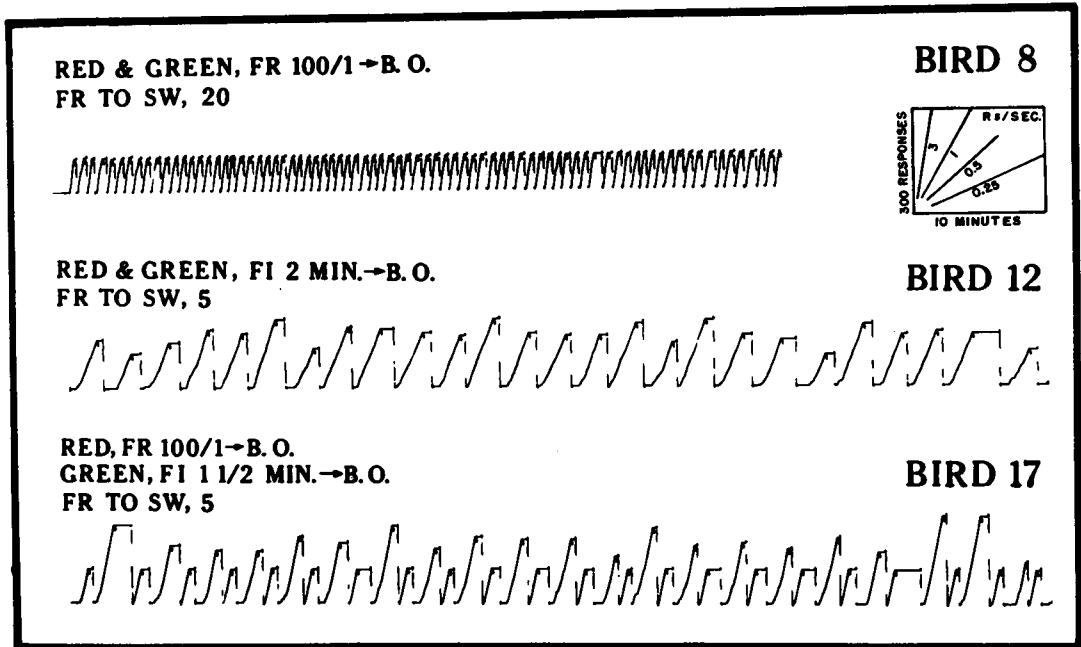 RED & GREEN, FR 100/1→B. O.
FR TO SW, 20
BIRD 8
300 RESPONSES
Rs/SEC.
3
1
0.5
0.25
10 MINUTES
RED & GREEN, FI 2 MIN.→B. O.
FR TO SW, 5
BIRD 12
RED, FR 100/1→B. O.
GREEN, FI 1 1/2 MIN.→B. O.
FR TO SW, 5
BIRD 17